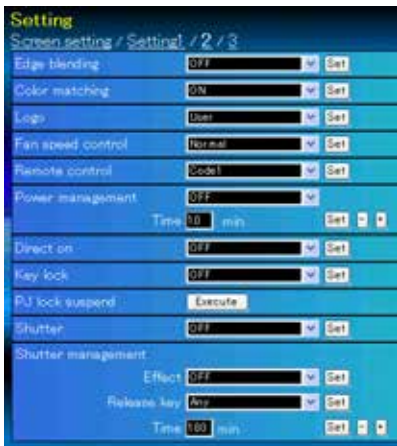 Setting
Screen setting / Setting1 / 2 / 3
Edge blending OFF Set
Color matching ON Set
Logo User Set
Fan speed control Normal Set
Remote control Code1 Set
Power management OFF
Time 10 min Set - +
Direct on OFF Set
Key lock OFF Set
PJ lock suspend Execute
Shutter OFF Set
Shutter management
Effect OFF Set
Release key Any Set
Time 180 min Set - +